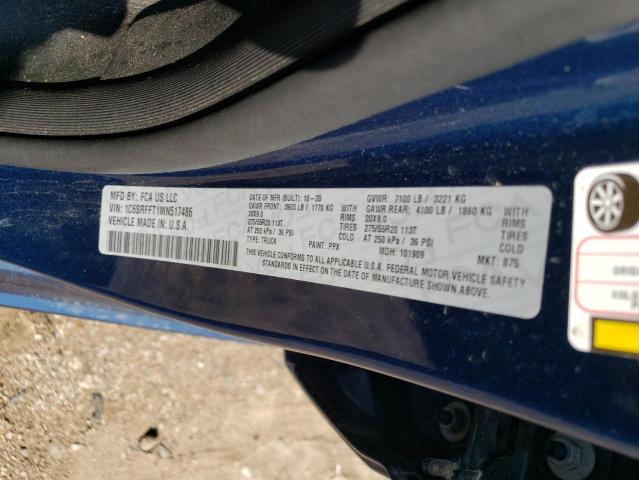 MFD BY: FCA US LLC
VIN: 1C6SRFFT1MN517486
VEHICLE MADE IN U.S.A.
DATE OF MFR (BUILT): 10-20
GAWR FRONT: 3900 LB / 1770 KG WITH
20X9.0 RIMS
275/55R20 113T TIRES
AT 250 kPa / 36 PSI COLD
TYPE: TRUCK PAINT: PPX
GVWR: 7100 LB / 3221 KG
GAWR REAR: 4100 LB / 1860 KG WITH
20X9.0 RIMS
275/55R20 113T TIRES
AT 250 kPa / 36 PSI COLD
MDH: 101909 MKT: 875
THIS VEHICLE CONFORMS TO ALL APPLICABLE U.S.A. FEDERAL MOTOR VEHICLE SAFETY
STANDARDS IN EFFECT ON THE DATE OF MANUFACTURE SHOWN ABOVE.